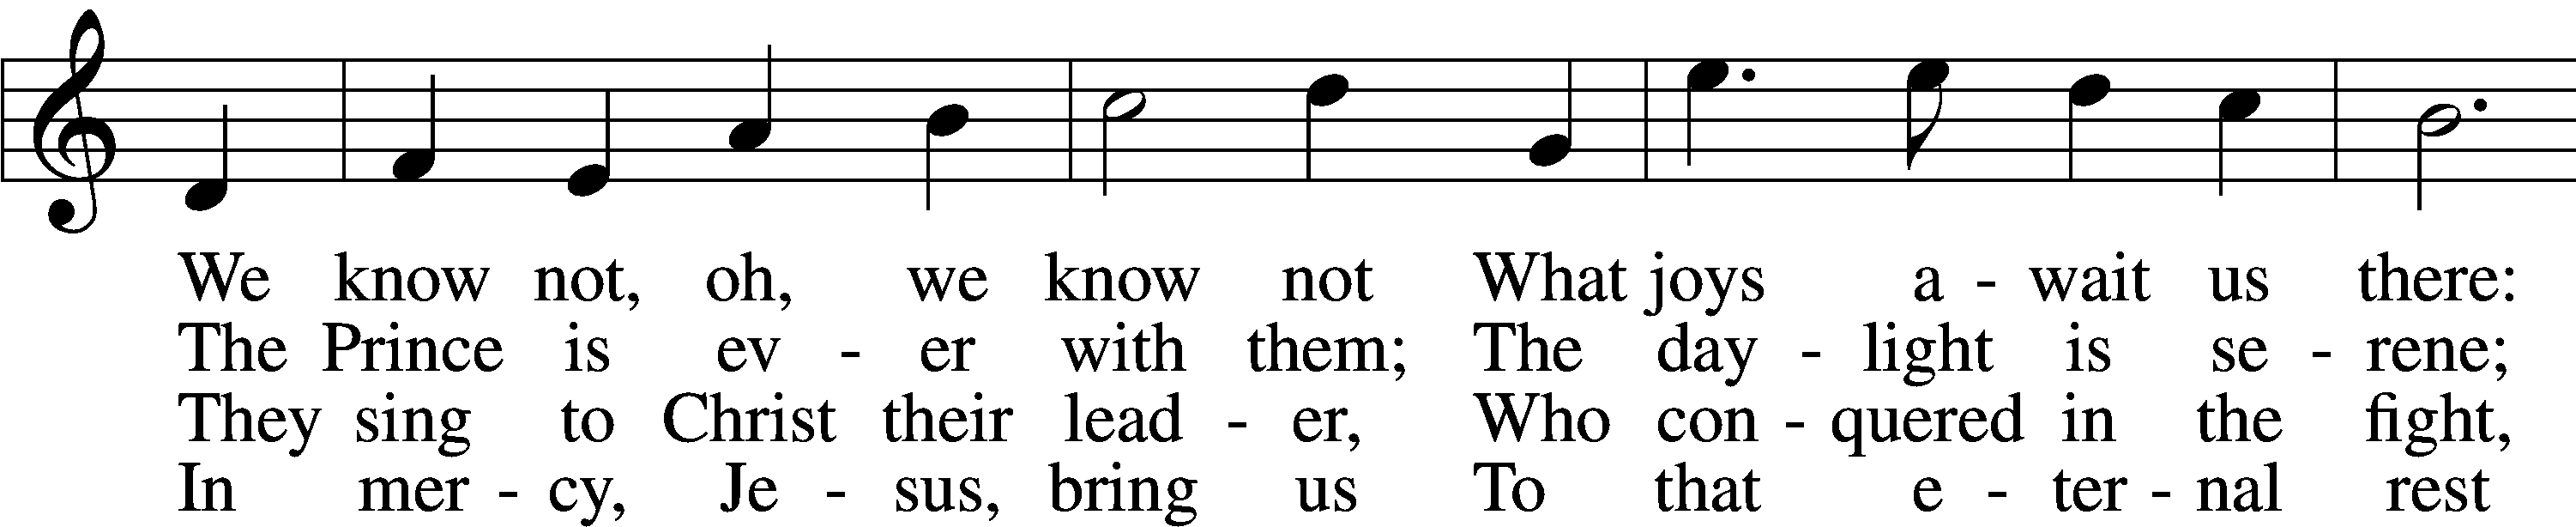 We know not, oh, we know not What joys a - wait us there:
The Prince is ev - er with them; The day - light is se - rene;
They sing to Christ their lead - er, Who con - quered in the fight,
In mer - cy, Je - sus, bring us To that e - ter - nal rest